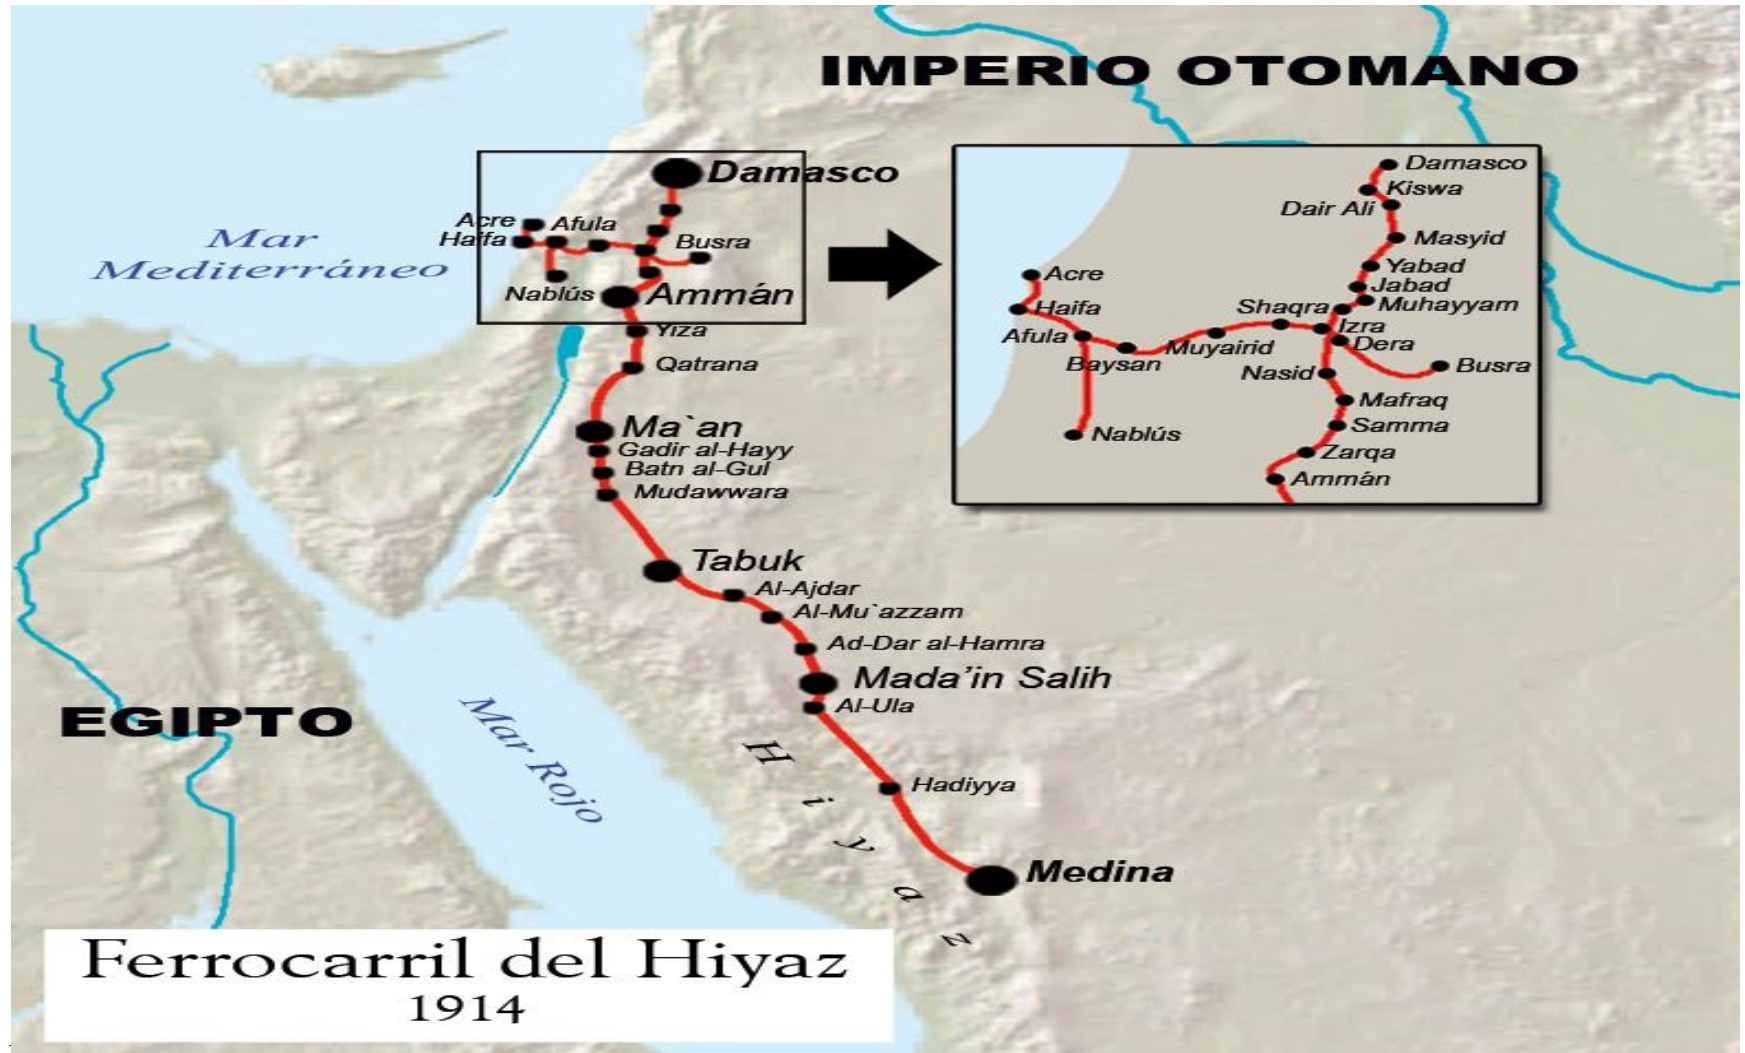 IMPERIO OTOMANO
Damasco
Acre
Afula
Haifa
Busra
Nablús
Ammán
Mar
Mediterráneo
Yiza
Qatrana
Ma`an
Gadir al-Hayy
Batn al-Gul
Mudawwara
Tabuk
Al-Ajdar
Al-Mu`azzam
Ad-Dar al-Hamra
Mada’in Salih
Al-Ula
Hadiyya
Medina
EGIPTO
Mar Rojo
Hiyaz
Damasco
Kiswa
Dair Ali
Masyid
Yabad
Jabad
Muhayyam
Shaqra
Izra
Dera
Acre
Haifa
Afula
Baysan
Muyairid
Nasid
Busra
Mafraq
Samma
Nablús
Zarqa
Ammán
Ferrocarril del Hiyaz
1914